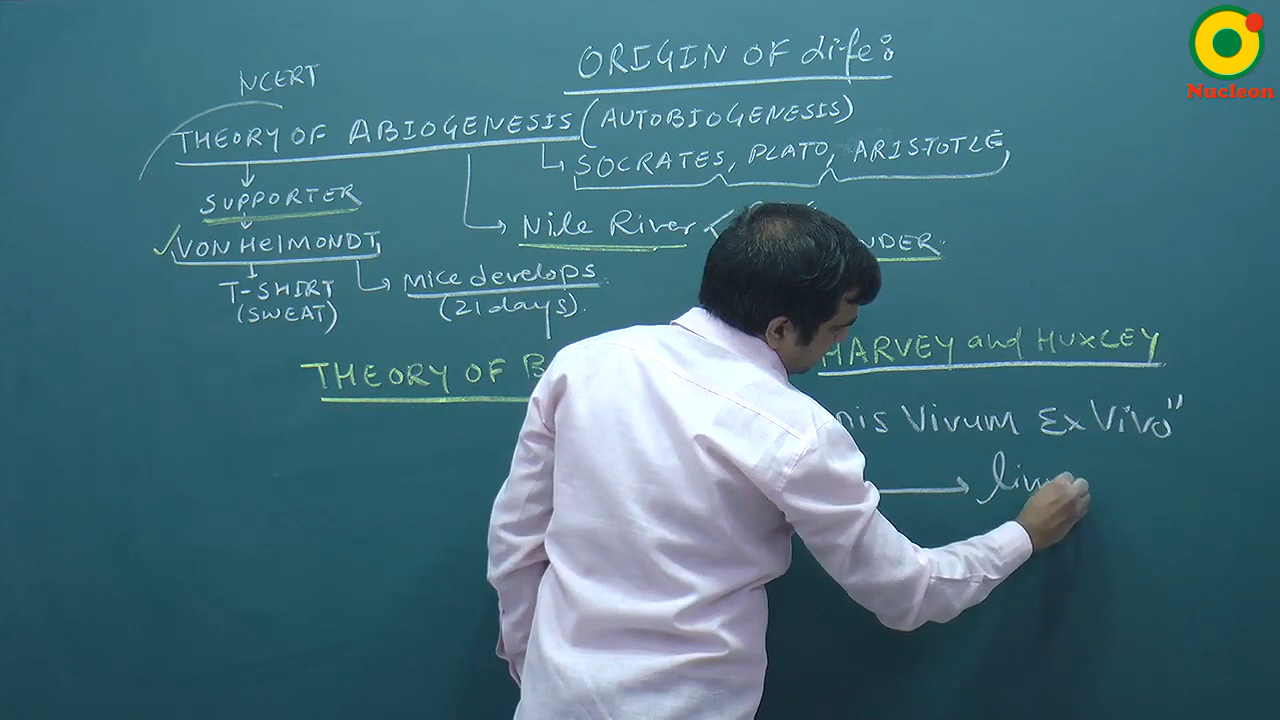 Nucleon
ORIGIN OF Life:
NCERT
THEORY OF ABIOGENESIS (AUTOBIOGENESIS)
SOCRATES, PLATO, ARISTOTLE
SUPPORTER
Nile River
VON HelMONDT
T-SHIRT
(SWEAT)
Mice develops
(21 days).
THEORY OF
HARVEY and HUXLEY
Vivum Ex Vivo"